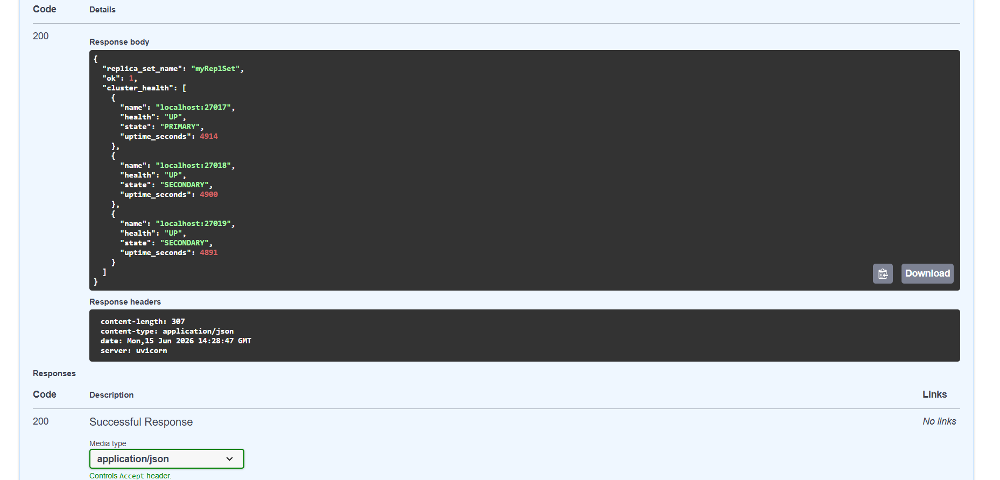 Code Details
200
Response body
{
  "replica_set_name": "myReplSet",
  "ok": 1,
  "cluster_health": [
    {
      "name": "localhost:27017",
      "health": "UP",
      "state": "PRIMARY",
      "uptime_seconds": 4914
    },
    {
      "name": "localhost:27018",
      "health": "UP",
      "state": "SECONDARY",
      "uptime_seconds": 4900
    },
    {
      "name": "localhost:27019",
      "health": "UP",
      "state": "SECONDARY",
      "uptime_seconds": 4891
    }
  ]
}
Download
Response headers
content-length: 307
content-type: application/json
date: Mon,15 Jun 2026 14:28:47 GMT
server: uvicorn
Responses
Code Description Links
200 Successful Response No links
Media type
application/json
Controls Accept header.